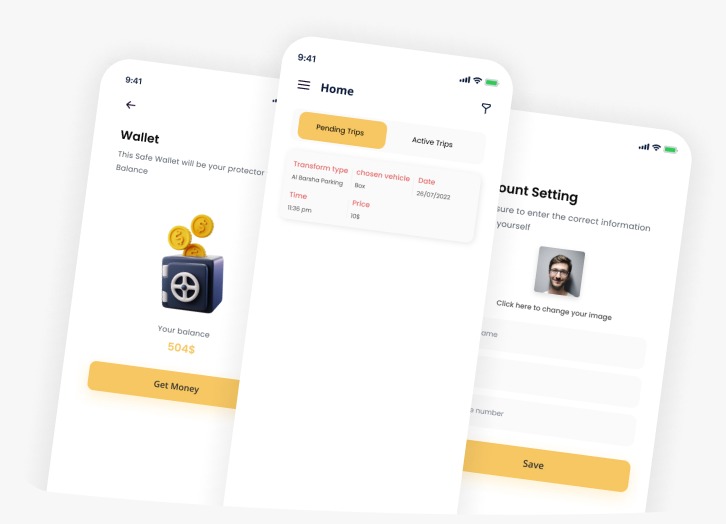 9:41
Wallet
This Safe Wallet will be your protector
Balance
Your balance
504$
Get Money
9:41
Home
Pending Trips
Active Trips
Transform type
chosen vehicle
Date
Al Barsha Parking
Box
26/07/2022
Time
Price
11:36 pm
10$
ount Setting
sure to enter the correct information
yourself
Click here to change your image
ame
e number
Save